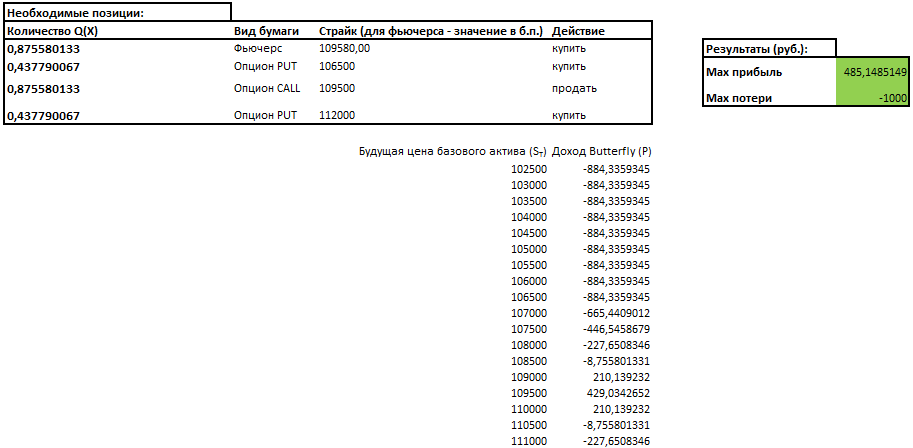 Необходимые позиции:
Количество Q(X) Вид бумаги Страйк (для фьючерса - значение в б.п.) Действие
0,875580133 Фьючерс 109580,00 купить
0,437790067 Опцион PUT 106500 купить
0,875580133 Опцион CALL 109500 продать
0,437790067 Опцион PUT 112000 купить
Результаты (руб.):
Мах прибыль 485,1485149
Мах потери -1000
Будущая цена базового актива (Sт) Доход Butterfly (P)
102500 -884,3359345
103000 -884,3359345
103500 -884,3359345
104000 -884,3359345
104500 -884,3359345
105000 -884,3359345
105500 -884,3359345
106000 -884,3359345
106500 -884,3359345
107000 -665,4409012
107500 -446,5458679
108000 -227,6508346
108500 -8,755801331
109000 210,139232
109500 429,0342652
110000 210,139232
110500 -8,755801331
111000 -227,6508346